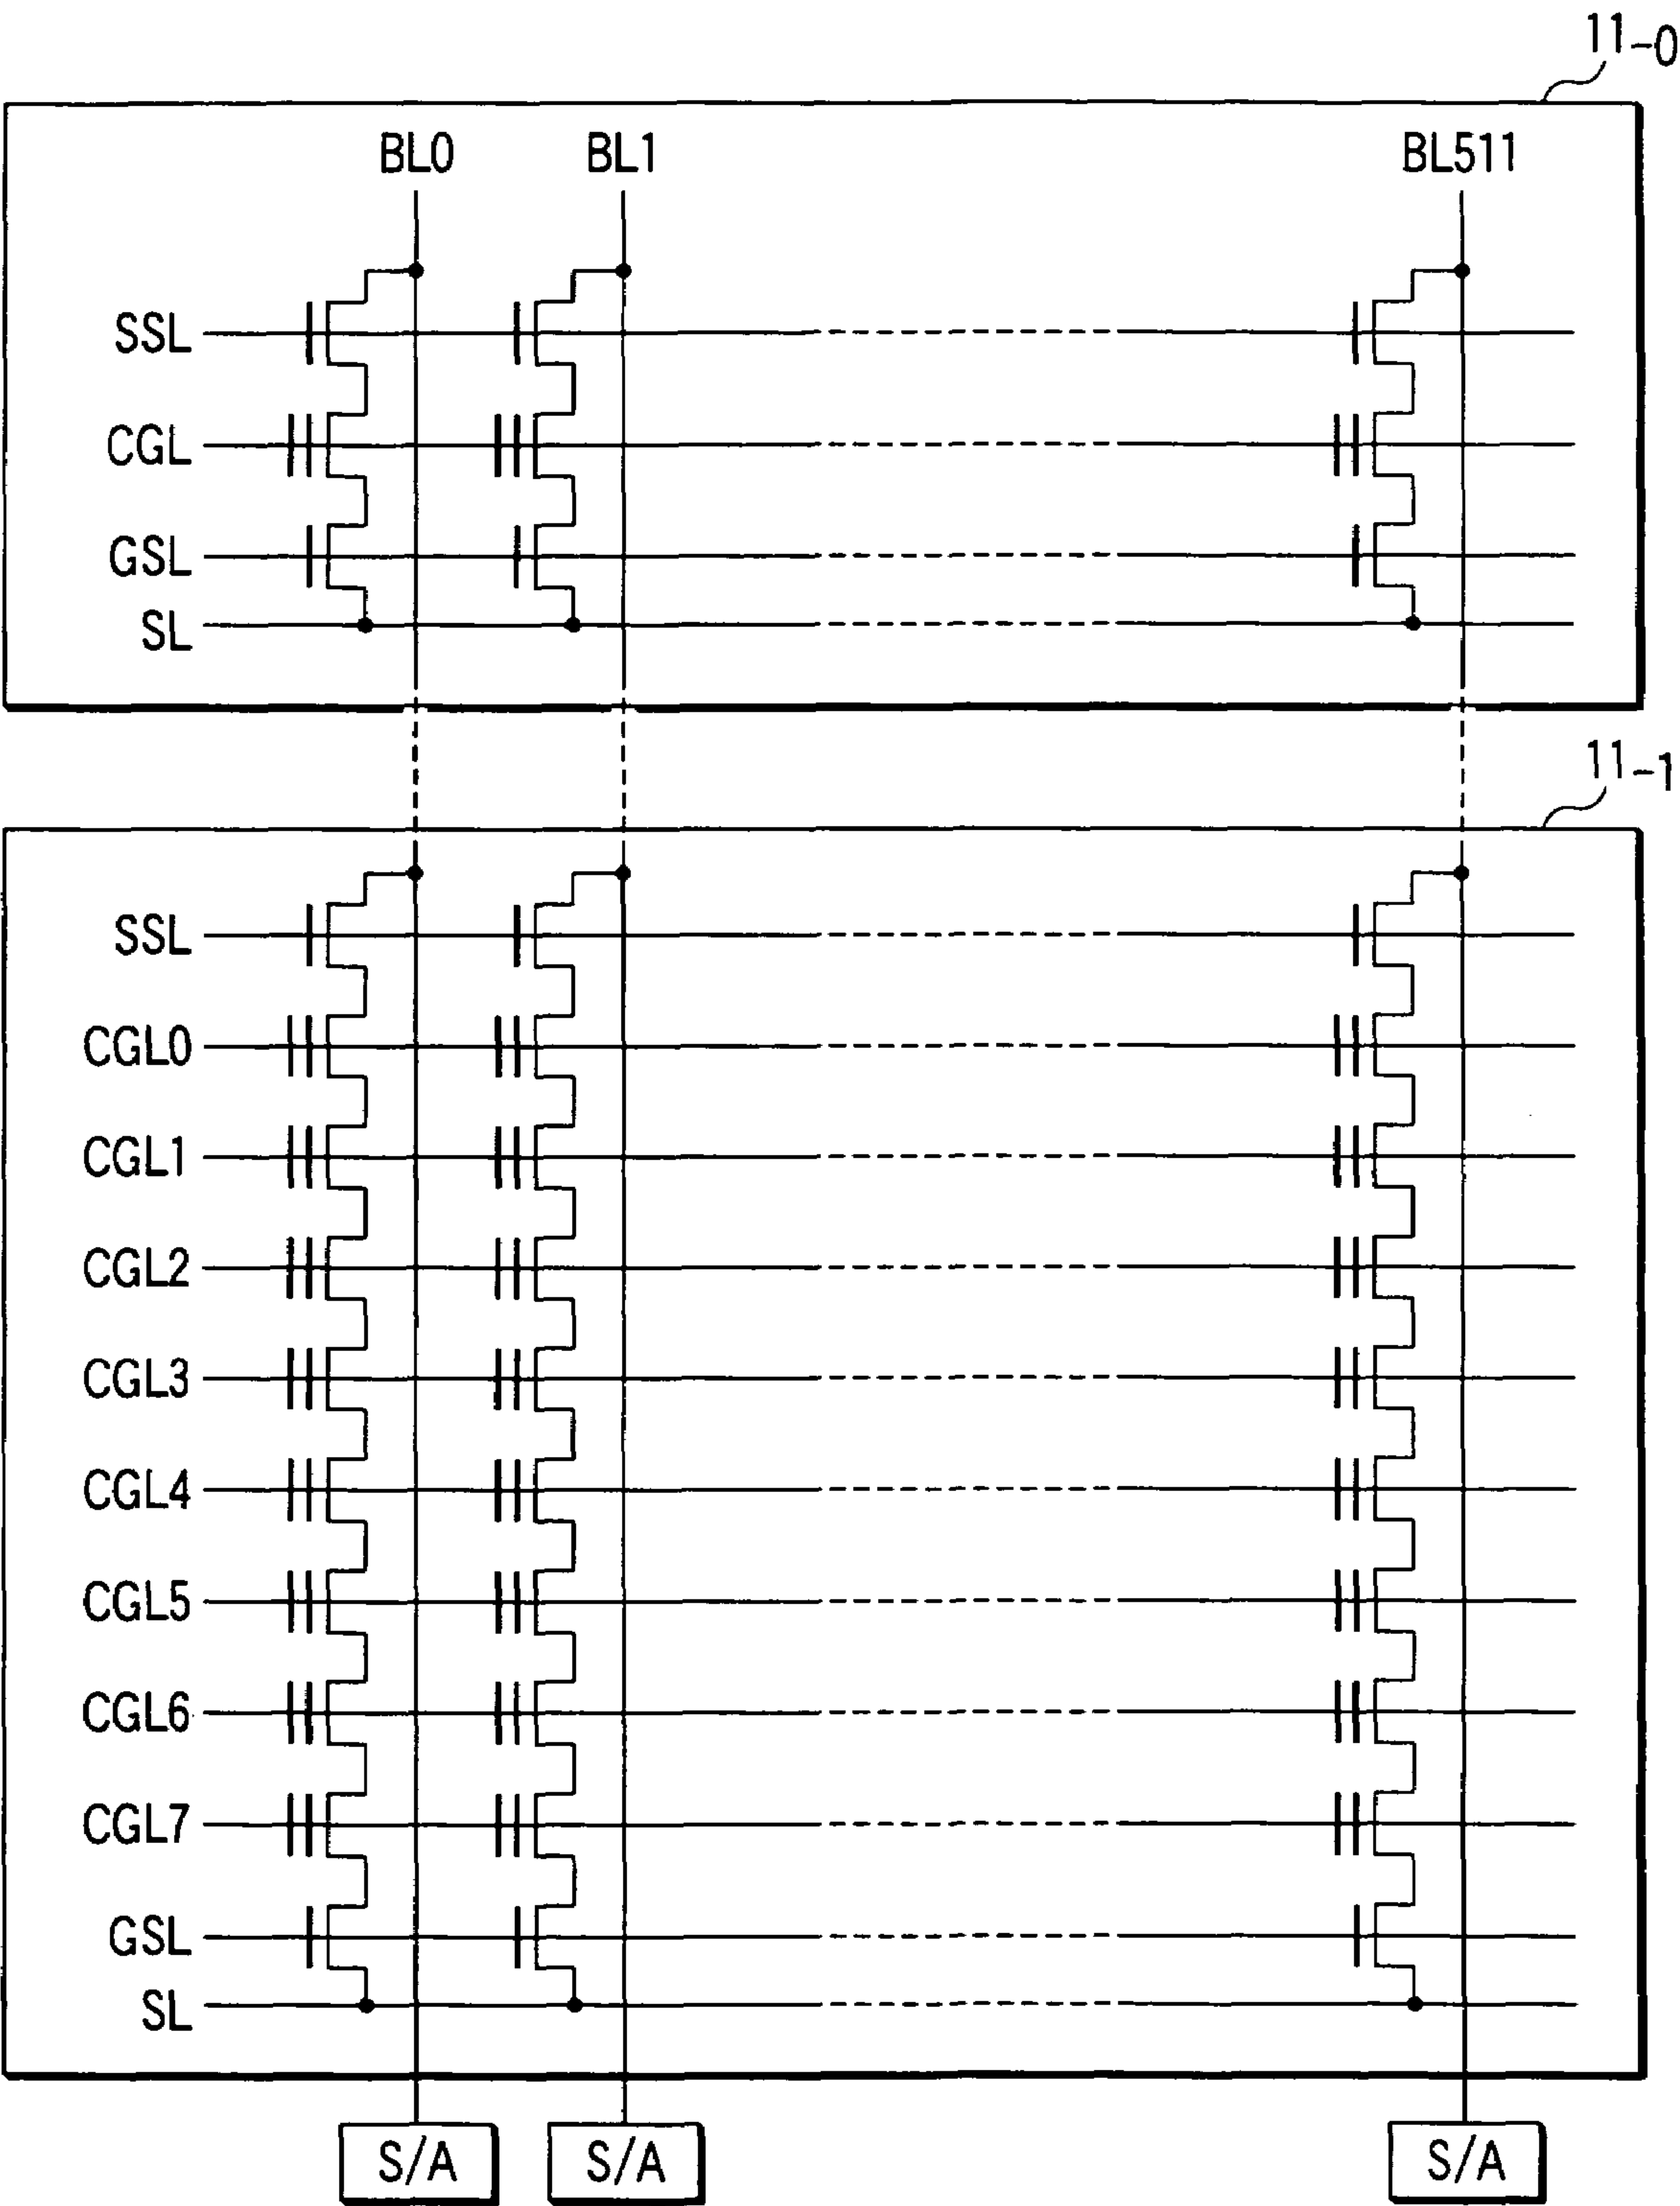 11-0
BL0 BL1 BL511
SSL
CGL
GSL
SL
11-1
SSL
CGL0
CGL1
CGL2
CGL3
CGL4
CGL5
CGL6
CGL7
GSL
SL
S/A S/A S/A